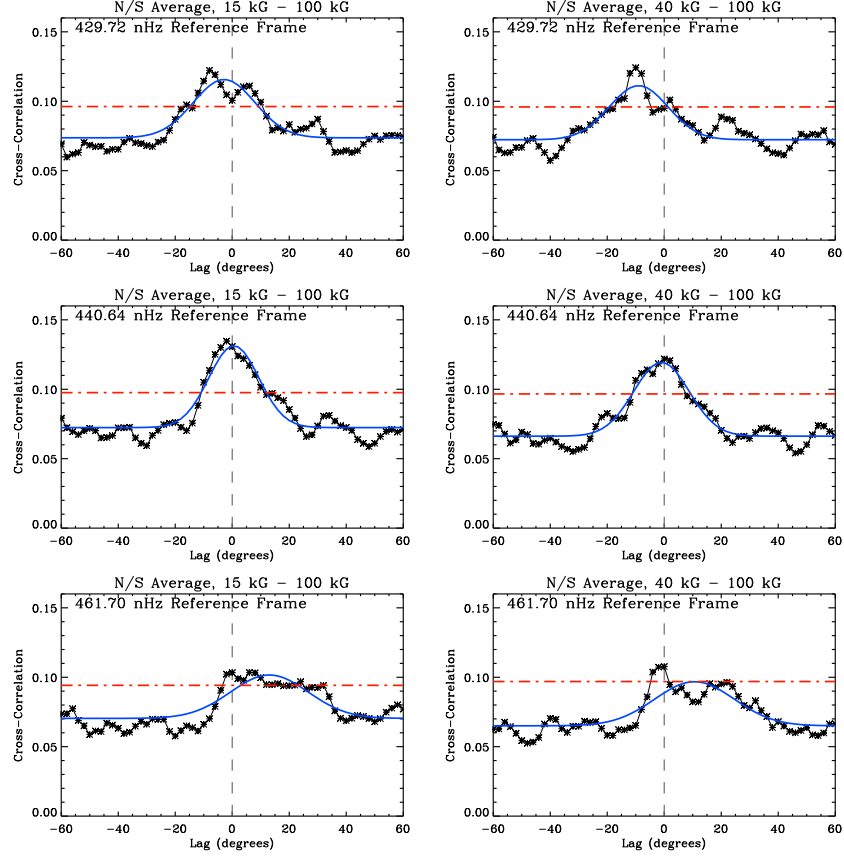 N/S Average, 15 kG – 100 kG
429.72 nHz Reference Frame
0.15
0.10
0.05
0.00
Cross–Correlation
−60 −40 −20 0 20 40 60
Lag (degrees)
N/S Average, 40 kG – 100 kG
429.72 nHz Reference Frame
0.15
0.10
0.05
0.00
Cross–Correlation
−60 −40 −20 0 20 40 60
Lag (degrees)
N/S Average, 15 kG – 100 kG
440.64 nHz Reference Frame
0.15
0.10
0.05
0.00
Cross–Correlation
−60 −40 −20 0 20 40 60
Lag (degrees)
N/S Average, 40 kG – 100 kG
440.64 nHz Reference Frame
0.15
0.10
0.05
0.00
Cross–Correlation
−60 −40 −20 0 20 40 60
Lag (degrees)
N/S Average, 15 kG – 100 kG
461.70 nHz Reference Frame
0.15
0.10
0.05
0.00
Cross–Correlation
−60 −40 −20 0 20 40 60
Lag (degrees)
N/S Average, 40 kG – 100 kG
461.70 nHz Reference Frame
0.15
0.10
0.05
0.00
Cross–Correlation
−60 −40 −20 0 20 40 60
Lag (degrees)